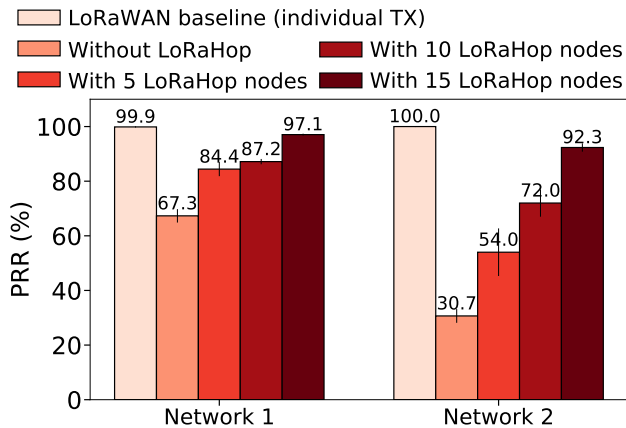 LoRaWAN baseline (individual TX)
Without LoRaHop
With 10 LoRaHop nodes
With 5 LoRaHop nodes
With 15 LoRaHop nodes
PRR (%)
100
80
60
40
20
0
99.9
67.3
84.4
87.2
97.1
100.0
30.7
54.0
72.0
92.3
Network 1
Network 2